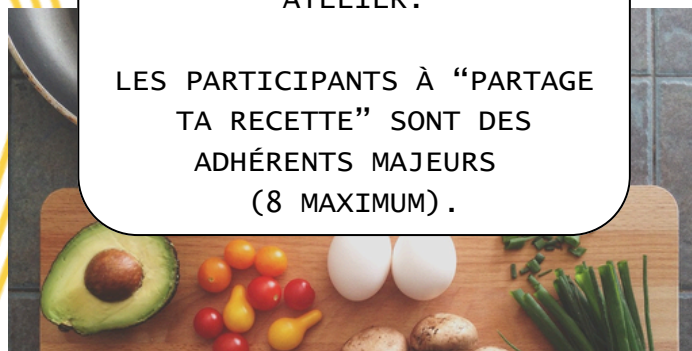 ATELIER.
LES PARTICIPANTS À “PARTAGE
TA RECETTE” SONT DES
ADHÉRENTS MAJEURS
(8 MAXIMUM).